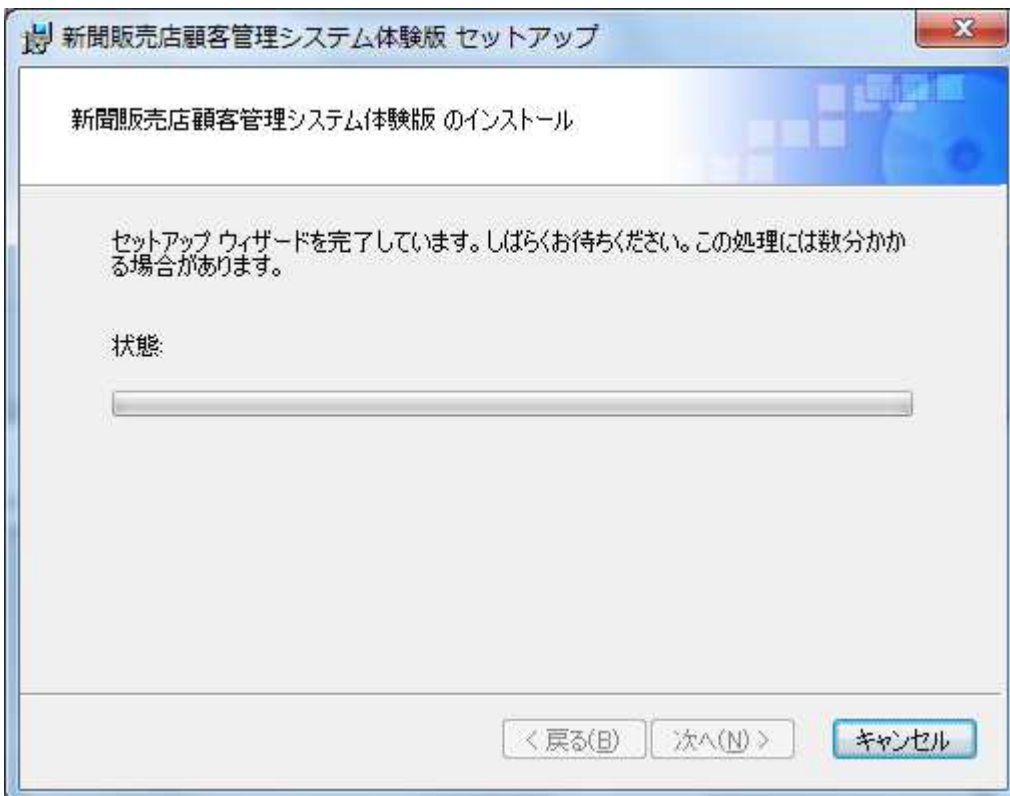 新聞販売店顧客管理システム体験版 セットアップ
新聞販売店顧客管理システム体験版 のインストール
セットアップ ウィザードを完了しています。しばらくお待ちください。この処理には数分かか
る場合があります。
状態:
< 戻る(B) 次へ(N) > キャンセル